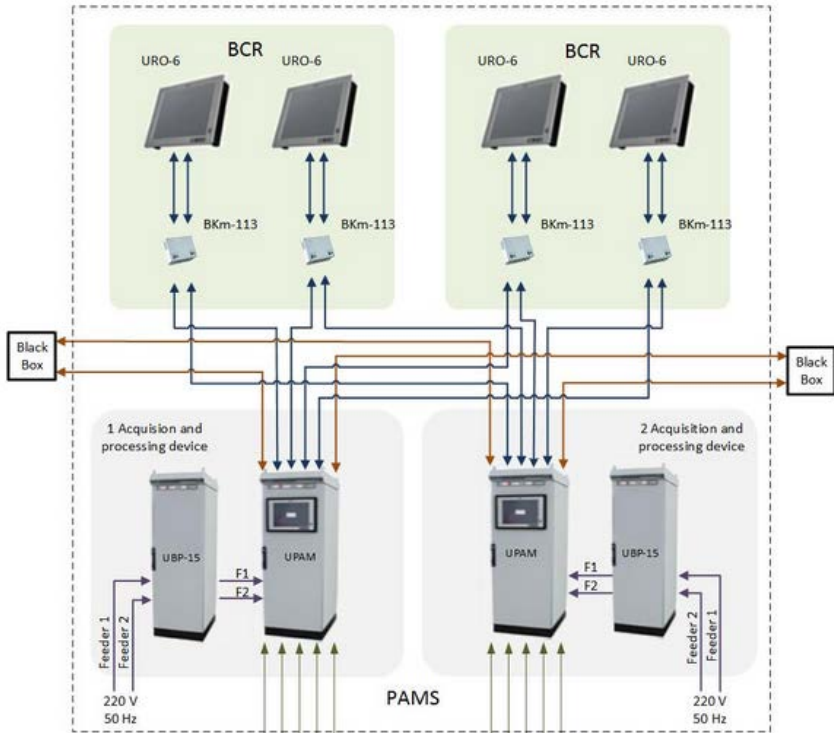 BCR
BCR
URO-6
URO-6
URO-6
URO-6
BKm-113
BKm-113
BKm-113
BKm-113
Black
Box
Black
Box
1 Acquision and
processing device
2 Acquisition and
processing device
UBP-15
UPAM
UPAM
UBP-15
F1
F2
F1
F2
Feeder 1
Feeder 2
Feeder 2
Feeder 1
220 V
50 Hz
PAMS
220 V
50 Hz